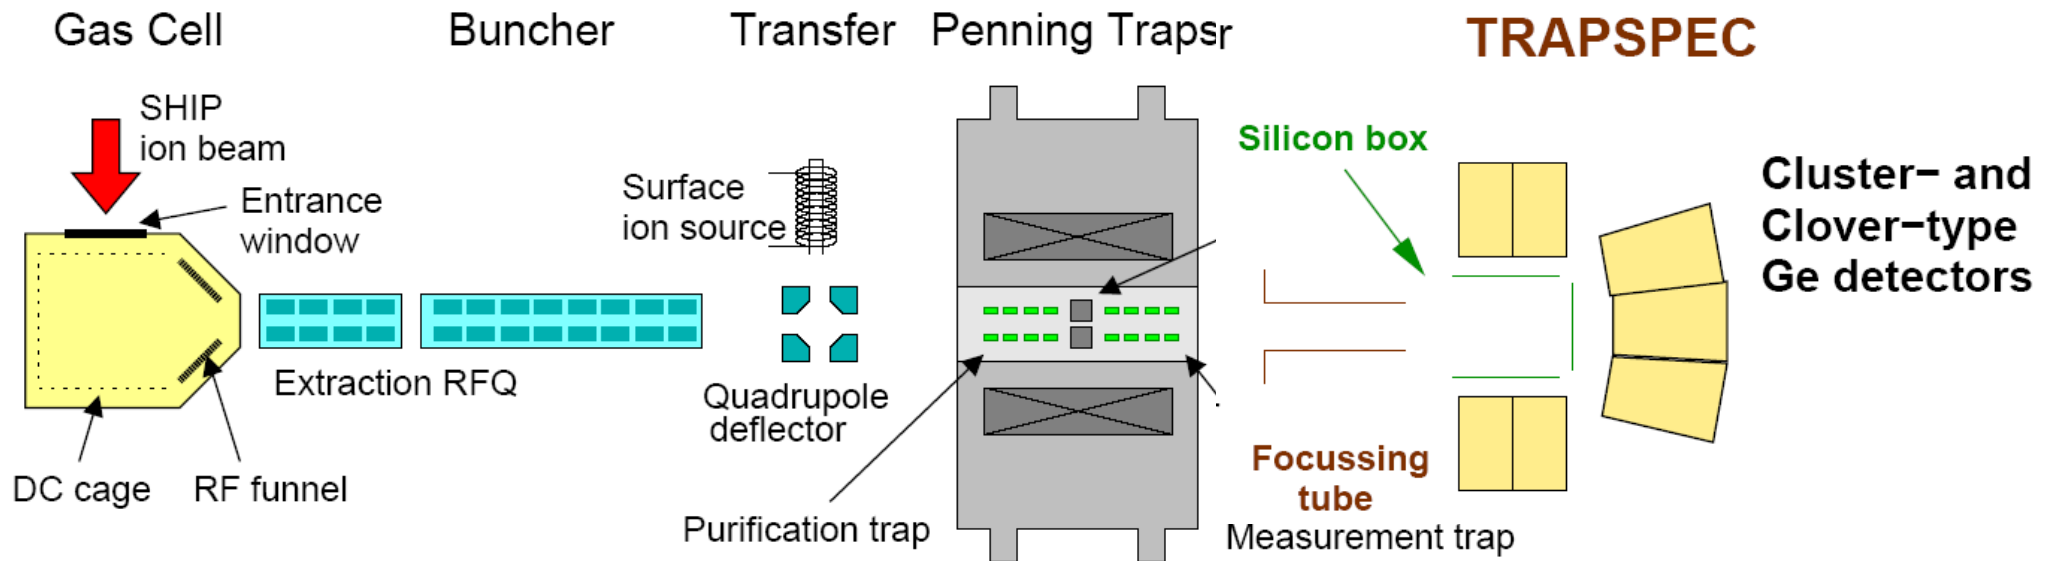 Gas Cell
Buncher
Transfer
Penning Trapsr
TRAPSPEC
SHIP
ion beam
Entrance
window
Surface
ion source
Silicon box
Cluster− and
Clover−type
Ge detectors
Extraction RFQ
Quadrupole
deflector
DC cage
RF funnel
Purification trap
Focussing
tube
Measurement trap